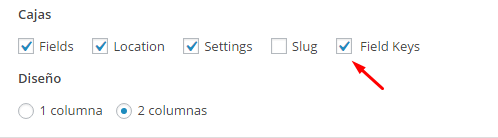 Cajas
Fields Location Settings Slug Field Keys
Diseño
1 columna 2 columnas